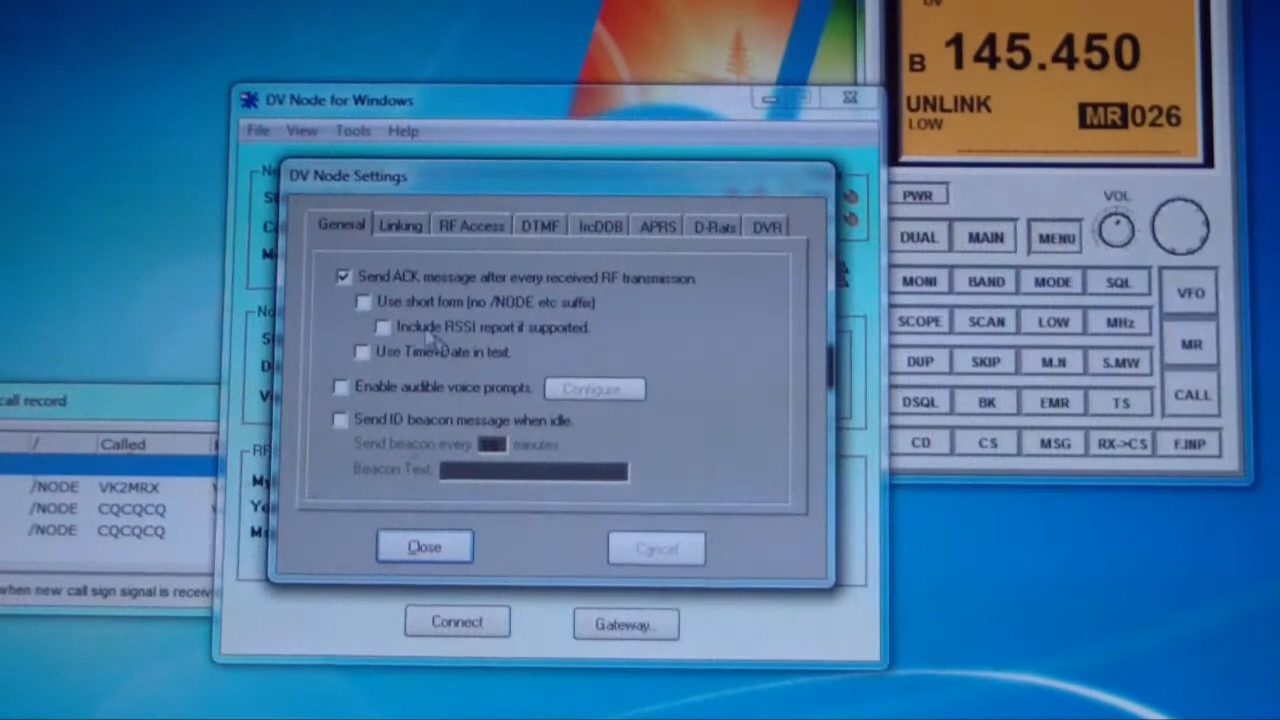 DV
B 145.450
UNLINK
LOW
MR 026
DV Node for Windows
File View Tools Help
DV Node Settings
General Linking RF Access DTMF IrcDDB APRS D-Rats DVR
Send ACK message after every received RF transmission
Use short form (no /NODE etc suffix)
Include RSSI report if supported.
Use Time+Date in text.
Enable audible voice prompts. Configure...
Send ID beacon message when idle.
Send beacon every minutes
Beacon Text:
Close Cancel
Connect Gateway..
call record
/ Called
/NODE VK2MRX
/NODE CQCQCQ
/NODE CQCQCQ
when new call sign signal is receiv
PWR VOL
DUAL MAIN MENU
MONI BAND MODE SQL VFO
SCOPE SCAN LOW MHz
DUP SKIP M.N S.MW MR
DSQL BK EMR TS CALL
CD CS MSG RX->CS F.INP